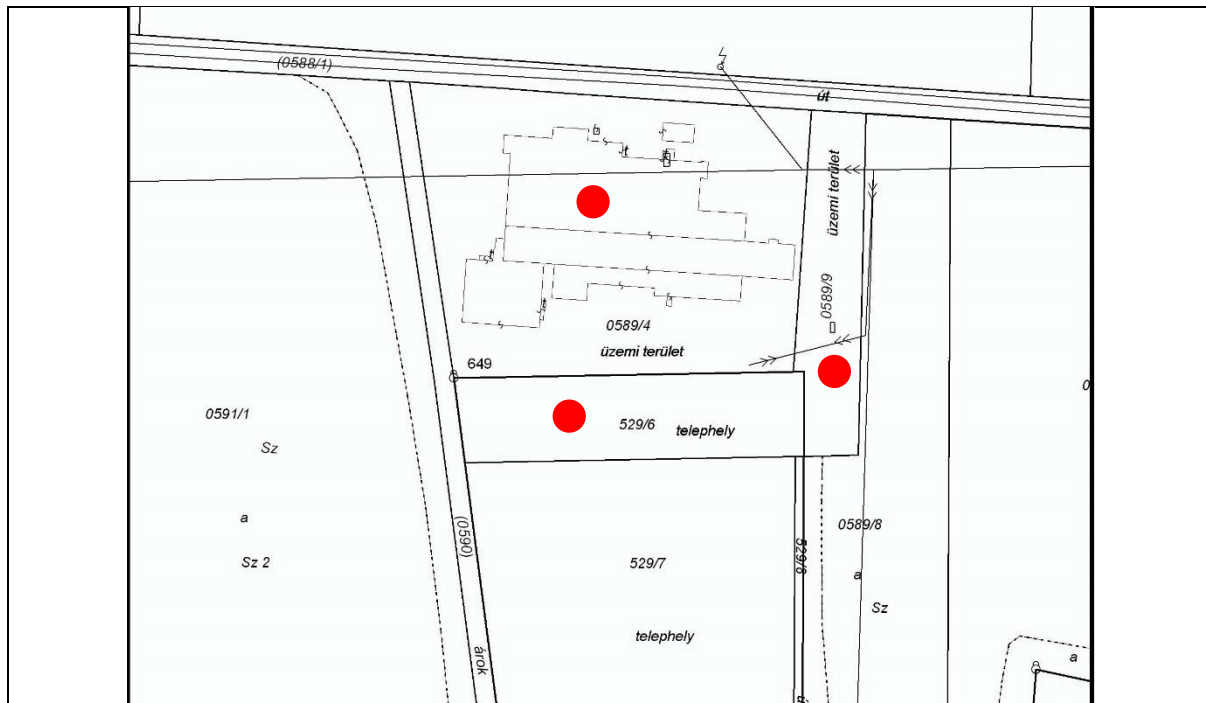 (0588/1)
út
üzemi terület
t
t
t
t
0589/9
0589/4
üzemi terület
649
0591/1
529/6
telephely
Sz
a
0589/8
(0590)
Sz 2
529/7
529/8
a
Sz
telephely
árok
a